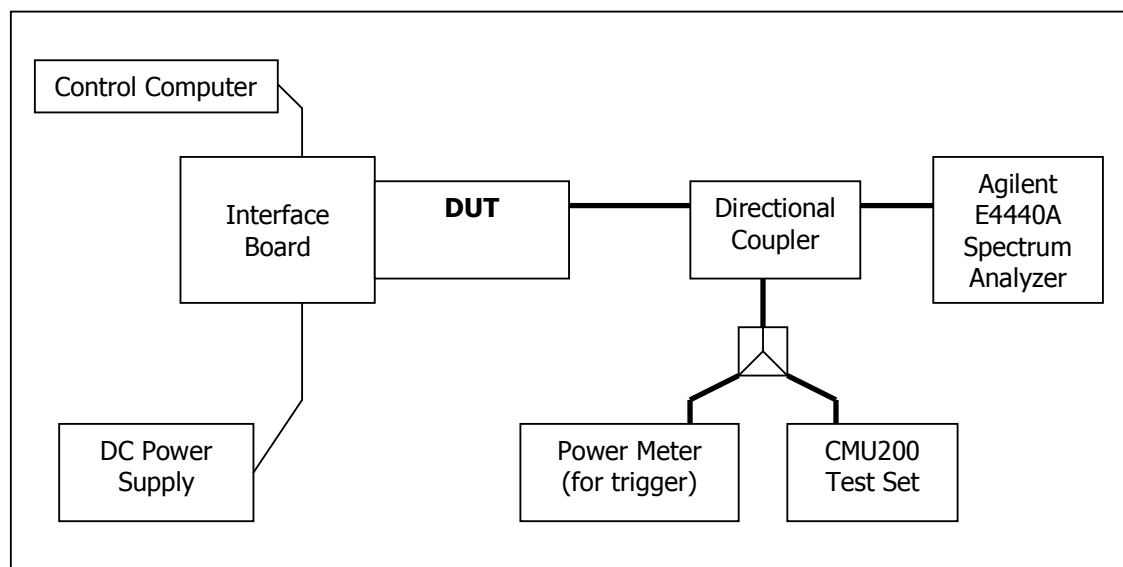 Control Computer
Interface
Board
DUT
Directional
Coupler
Agilent
E4440A
Spectrum
Analyzer
DC Power
Supply
Power Meter
(for trigger)
CMU200
Test Set